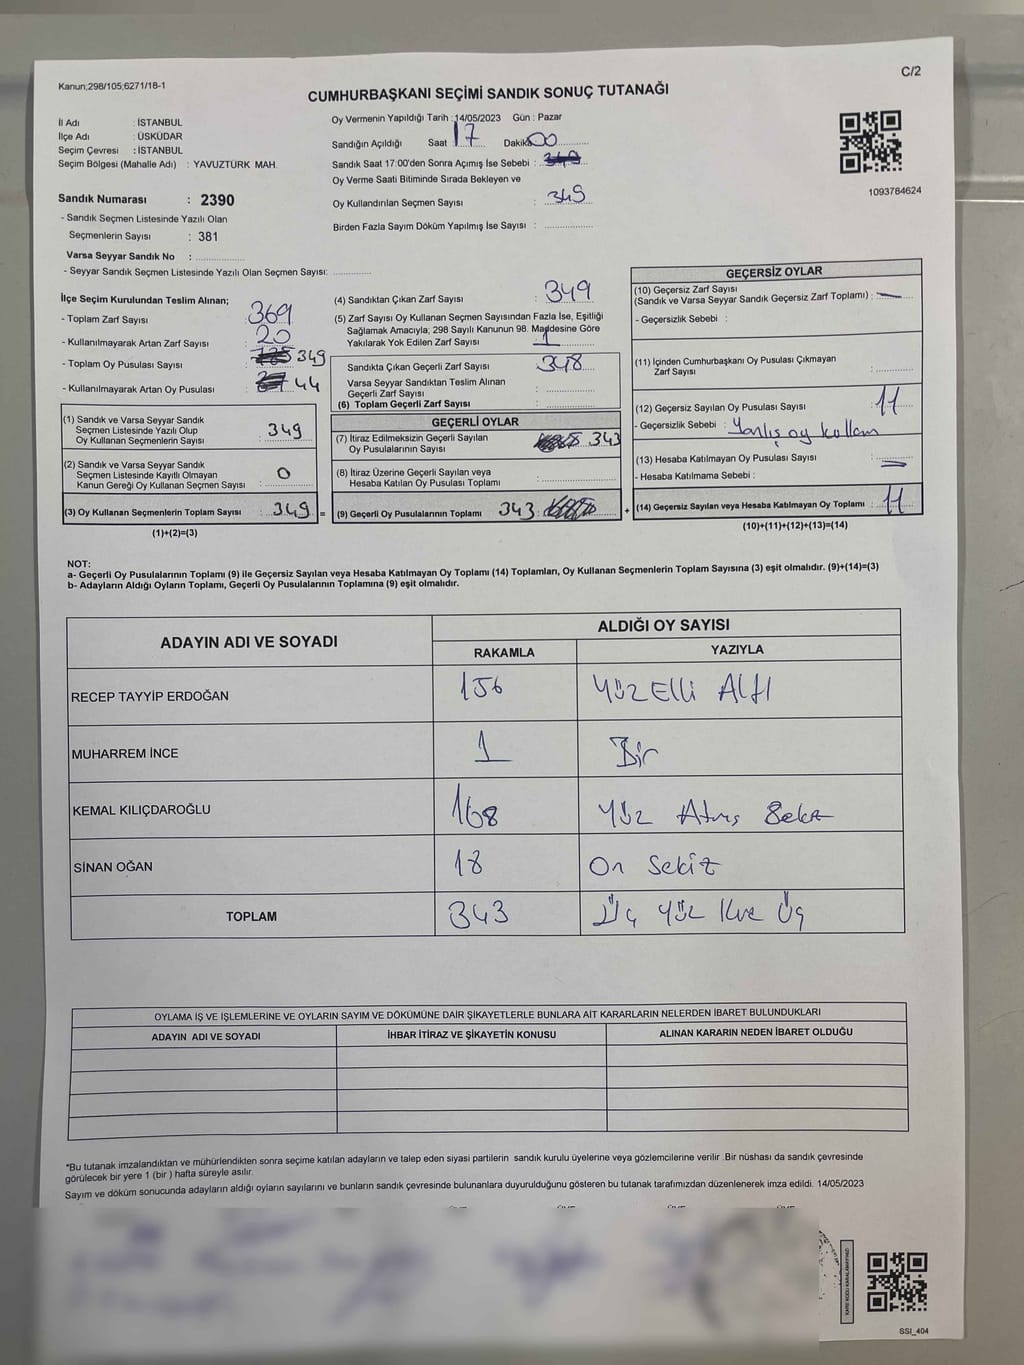 Kanun;298/105;6271/18-1
C/2
CUMHURBAŞKANI SEÇİMİ SANDIK SONUÇ TUTANAĞI
İl Adı : İSTANBUL
İlçe Adı : ÜSKÜDAR
Seçim Çevresi : İSTANBUL
Seçim Bölgesi (Mahalle Adı) : YAVUZTÜRK MAH.
Sandık Numarası : 2390
- Sandık Seçmen Listesinde Yazılı Olan
Seçmenlerin Sayısı : 381
Varsa Seyyar Sandık No :
- Seyyar Sandık Seçmen Listesinde Yazılı Olan Seçmen Sayısı:
Oy Vermenin Yapıldığı Tarih :14/05/2023 Gün : Pazar
Sandığın Açıldığı Saat 17 Dakika 00
Sandık Saat 17:00'den Sonra Açımış İse Sebebi :
Oy Verme Saati Bitiminde Sırada Bekleyen ve
Oy Kullandırılan Seçmen Sayısı : 349
Birden Fazla Sayım Döküm Yapılmış İse Sayısı :
1093784624
İlçe Seçim Kurulundan Teslim Alınan;
- Toplam Zarf Sayısı : 369
- Kullanılmayarak Artan Zarf Sayısı : 20
- Toplam Oy Pusulası Sayısı : 349
- Kullanılmayarak Artan Oy Pusulası : 44
(1) Sandık ve Varsa Seyyar Sandık
Seçmen Listesinde Yazılı Olup
Oy Kullanan Seçmenlerin Sayısı : 349
(2) Sandık ve Varsa Seyyar Sandık
Seçmen Listesinde Kayıtlı Olmayan
Kanun Gereği Oy Kullanan Seçmen Sayısı : 0
(3) Oy Kullanan Seçmenlerin Toplam Sayısı : 349 =
(1)+(2)=(3)
(4) Sandıktan Çıkan Zarf Sayısı : 349
(5) Zarf Sayısı Oy Kullanan Seçmen Sayısından Fazla İse, Eşitliği
Sağlamak Amacıyla; 298 Sayılı Kanunun 98. Maddesine Göre
Yakılarak Yok Edilen Zarf Sayısı : 1
Sandıkta Çıkan Geçerli Zarf Sayısı : 348
Varsa Seyyar Sandıktan Teslim Alınan
Geçerli Zarf Sayısı :
(6) Toplam Geçerli Zarf Sayısı :
GEÇERLİ OYLAR
(7) İtiraz Edilmeksizin Geçerli Sayılan
Oy Pusulalarının Sayısı : 343
(8) İtiraz Üzerine Geçerli Sayılan veya
Hesaba Katılan Oy Pusulası Toplamı :
(9) Geçerli Oy Pusulalarının Toplamı 343 : +
GEÇERSİZ OYLAR
(10) Geçersiz Zarf Sayısı
(Sandık ve Varsa Seyyar Sandık Geçersiz Zarf Toplamı) : —
- Geçersizlik Sebebi :
(11) İçinden Cumhurbaşkanı Oy Pusulası Çıkmayan
Zarf Sayısı :
(12) Geçersiz Sayılan Oy Pusulası Sayısı : 11
- Geçersizlik Sebebi : Yanlış oy kullanm
(13) Hesaba Katılmayan Oy Pusulası Sayısı : —
- Hesaba Katılmama Sebebi :
(14) Geçersiz Sayılan veya Hesaba Katılmayan Oy Toplamı : 11
(10)+(11)+(12)+(13)=(14)
NOT:
a- Geçerli Oy Pusulalarının Toplamı (9) ile Geçersiz Sayılan veya Hesaba Katılmayan Oy Toplamı (14) Toplamları, Oy Kullanan Seçmenlerin Toplam Sayısına (3) eşit olmalıdır. (9)+(14)=(3)
b- Adayların Aldığı Oyların Toplamı, Geçerli Oy Pusulalarının Toplamına (9) eşit olmalıdır.
ADAYIN ADI VE SOYADI ALDIĞI OY SAYISI
RAKAMLA YAZIYLA
RECEP TAYYİP ERDOĞAN 156 Yüz Elli Altı
MUHARREM İNCE 1 Bir
KEMAL KILIÇDAROĞLU 168 Yüz Atmış Sekz
SİNAN OĞAN 18 On Sekiz
TOPLAM 343 Üç Yüz Kırk Üç
OYLAMA İŞ VE İŞLEMLERİNE VE OYLARIN SAYIM VE DÖKÜMÜNE DAİR ŞİKAYETLERLE BUNLARA AİT KARARLARIN NELERDEN İBARET BULUNDUKLARI
ADAYIN ADI VE SOYADI İHBAR İTİRAZ VE ŞİKAYETİN KONUSU ALINAN KARARIN NEDEN İBARET OLDUĞU
*Bu tutanak imzalandıktan ve mühürlendikten sonra seçime katılan adayların ve talep eden siyasi partilerin sandık kurulu üyelerine veya gözlemcilerine verilir .Bir nüshası da sandık çevresinde
görülecek bir yere 1 (bir ) hafta süreyle asılır.
Sayım ve döküm sonucunda adayların aldığı oyların sayılarını ve bunların sandık çevresinde bulunanlara duyurulduğunu gösteren bu tutanak tarafımızdan düzenlenerek imza edildi. 14/05/2023
SSI_404